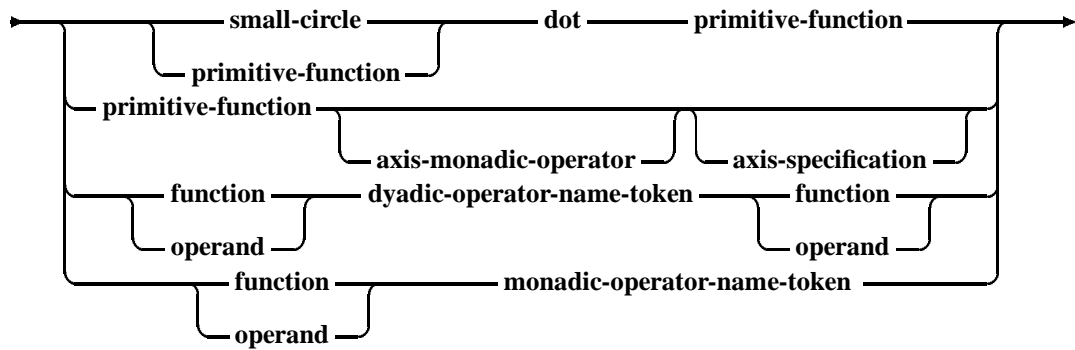 small-circle dot primitive-function
primitive-function
primitive-function
axis-monadic-operator axis-specification
function dyadic-operator-name-token function
operand operand
function monadic-operator-name-token
operand